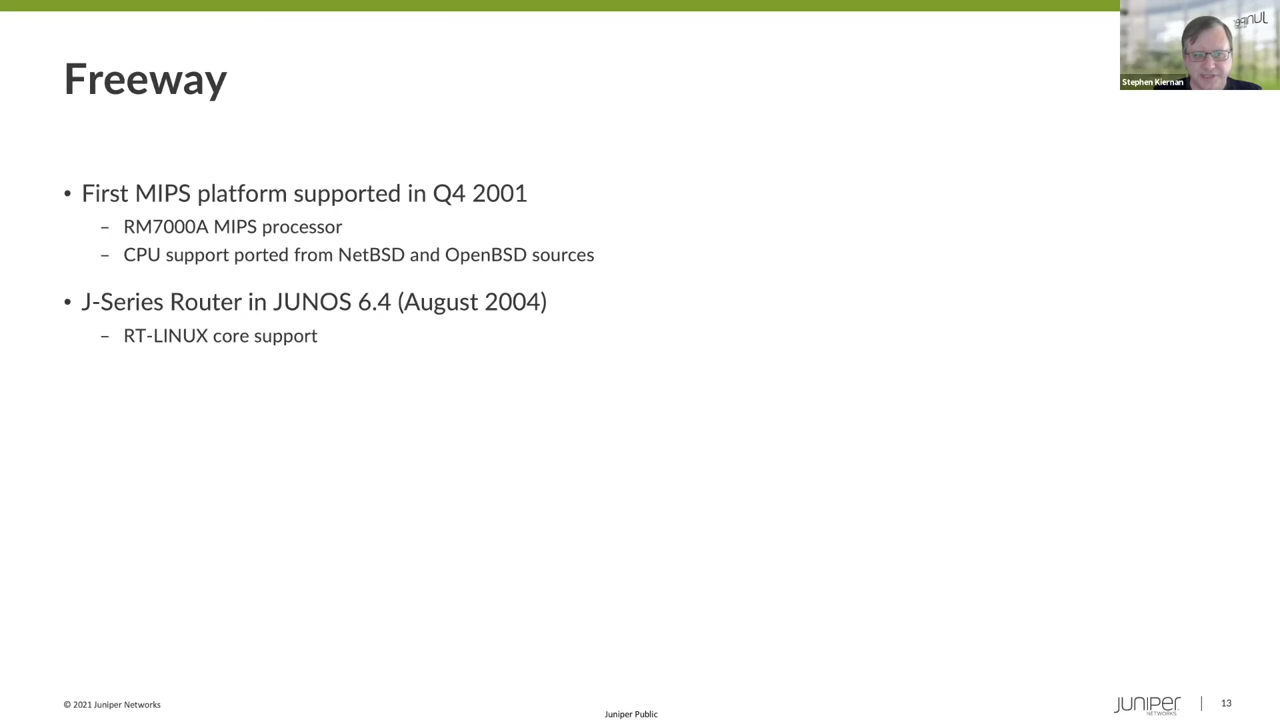 Freeway
Stephen Kiernan
• First MIPS platform supported in Q4 2001
– RM7000A MIPS processor
– CPU support ported from NetBSD and OpenBSD sources
• J-Series Router in JUNOS 6.4 (August 2004)
– RT-LINUX core support
© 2021 Juniper Networks
Juniper Public
JUNIPER
NETWORKS
13